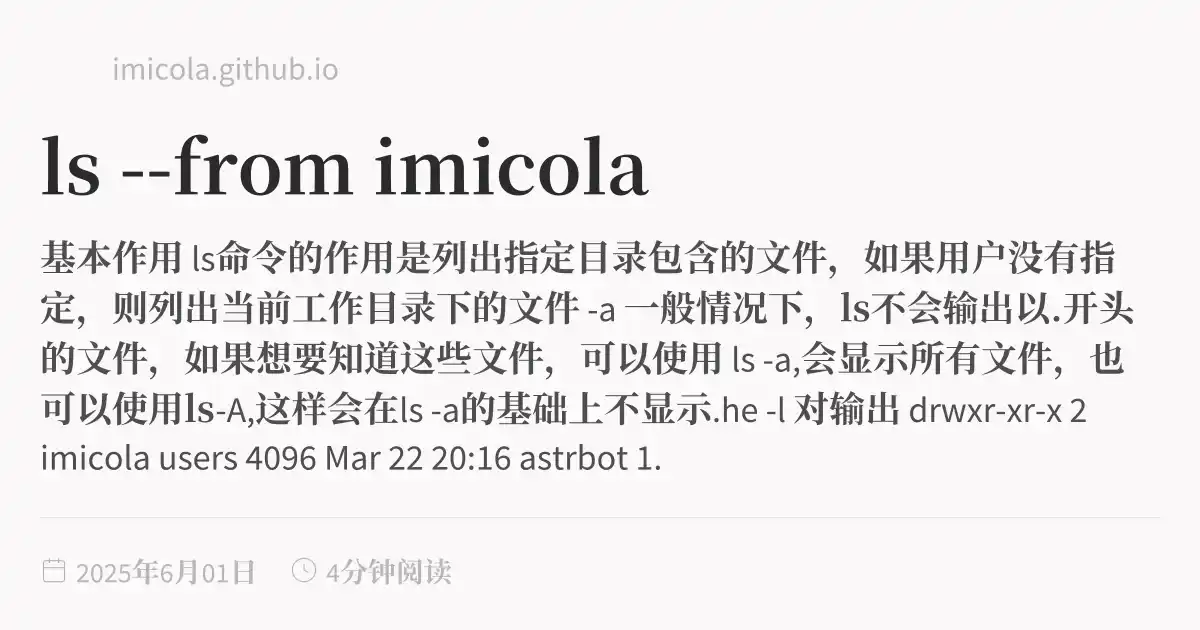 imicola.github.io
ls --from imicola
基本作用 ls命令的作用是列出指定目录包含的文件，如果用户没有指
定，则列出当前工作目录下的文件 -a 一般情况下，ls不会输出以.开头
的文件，如果想要知道这些文件，可以使用 ls -a,会显示所有文件，也
可以使用ls-A,这样会在ls -a的基础上不显示.he -l 对输出 drwxr-xr-x 2
imicola users 4096 Mar 22 20:16 astrbot 1.
2025年6月01日 4分钟阅读